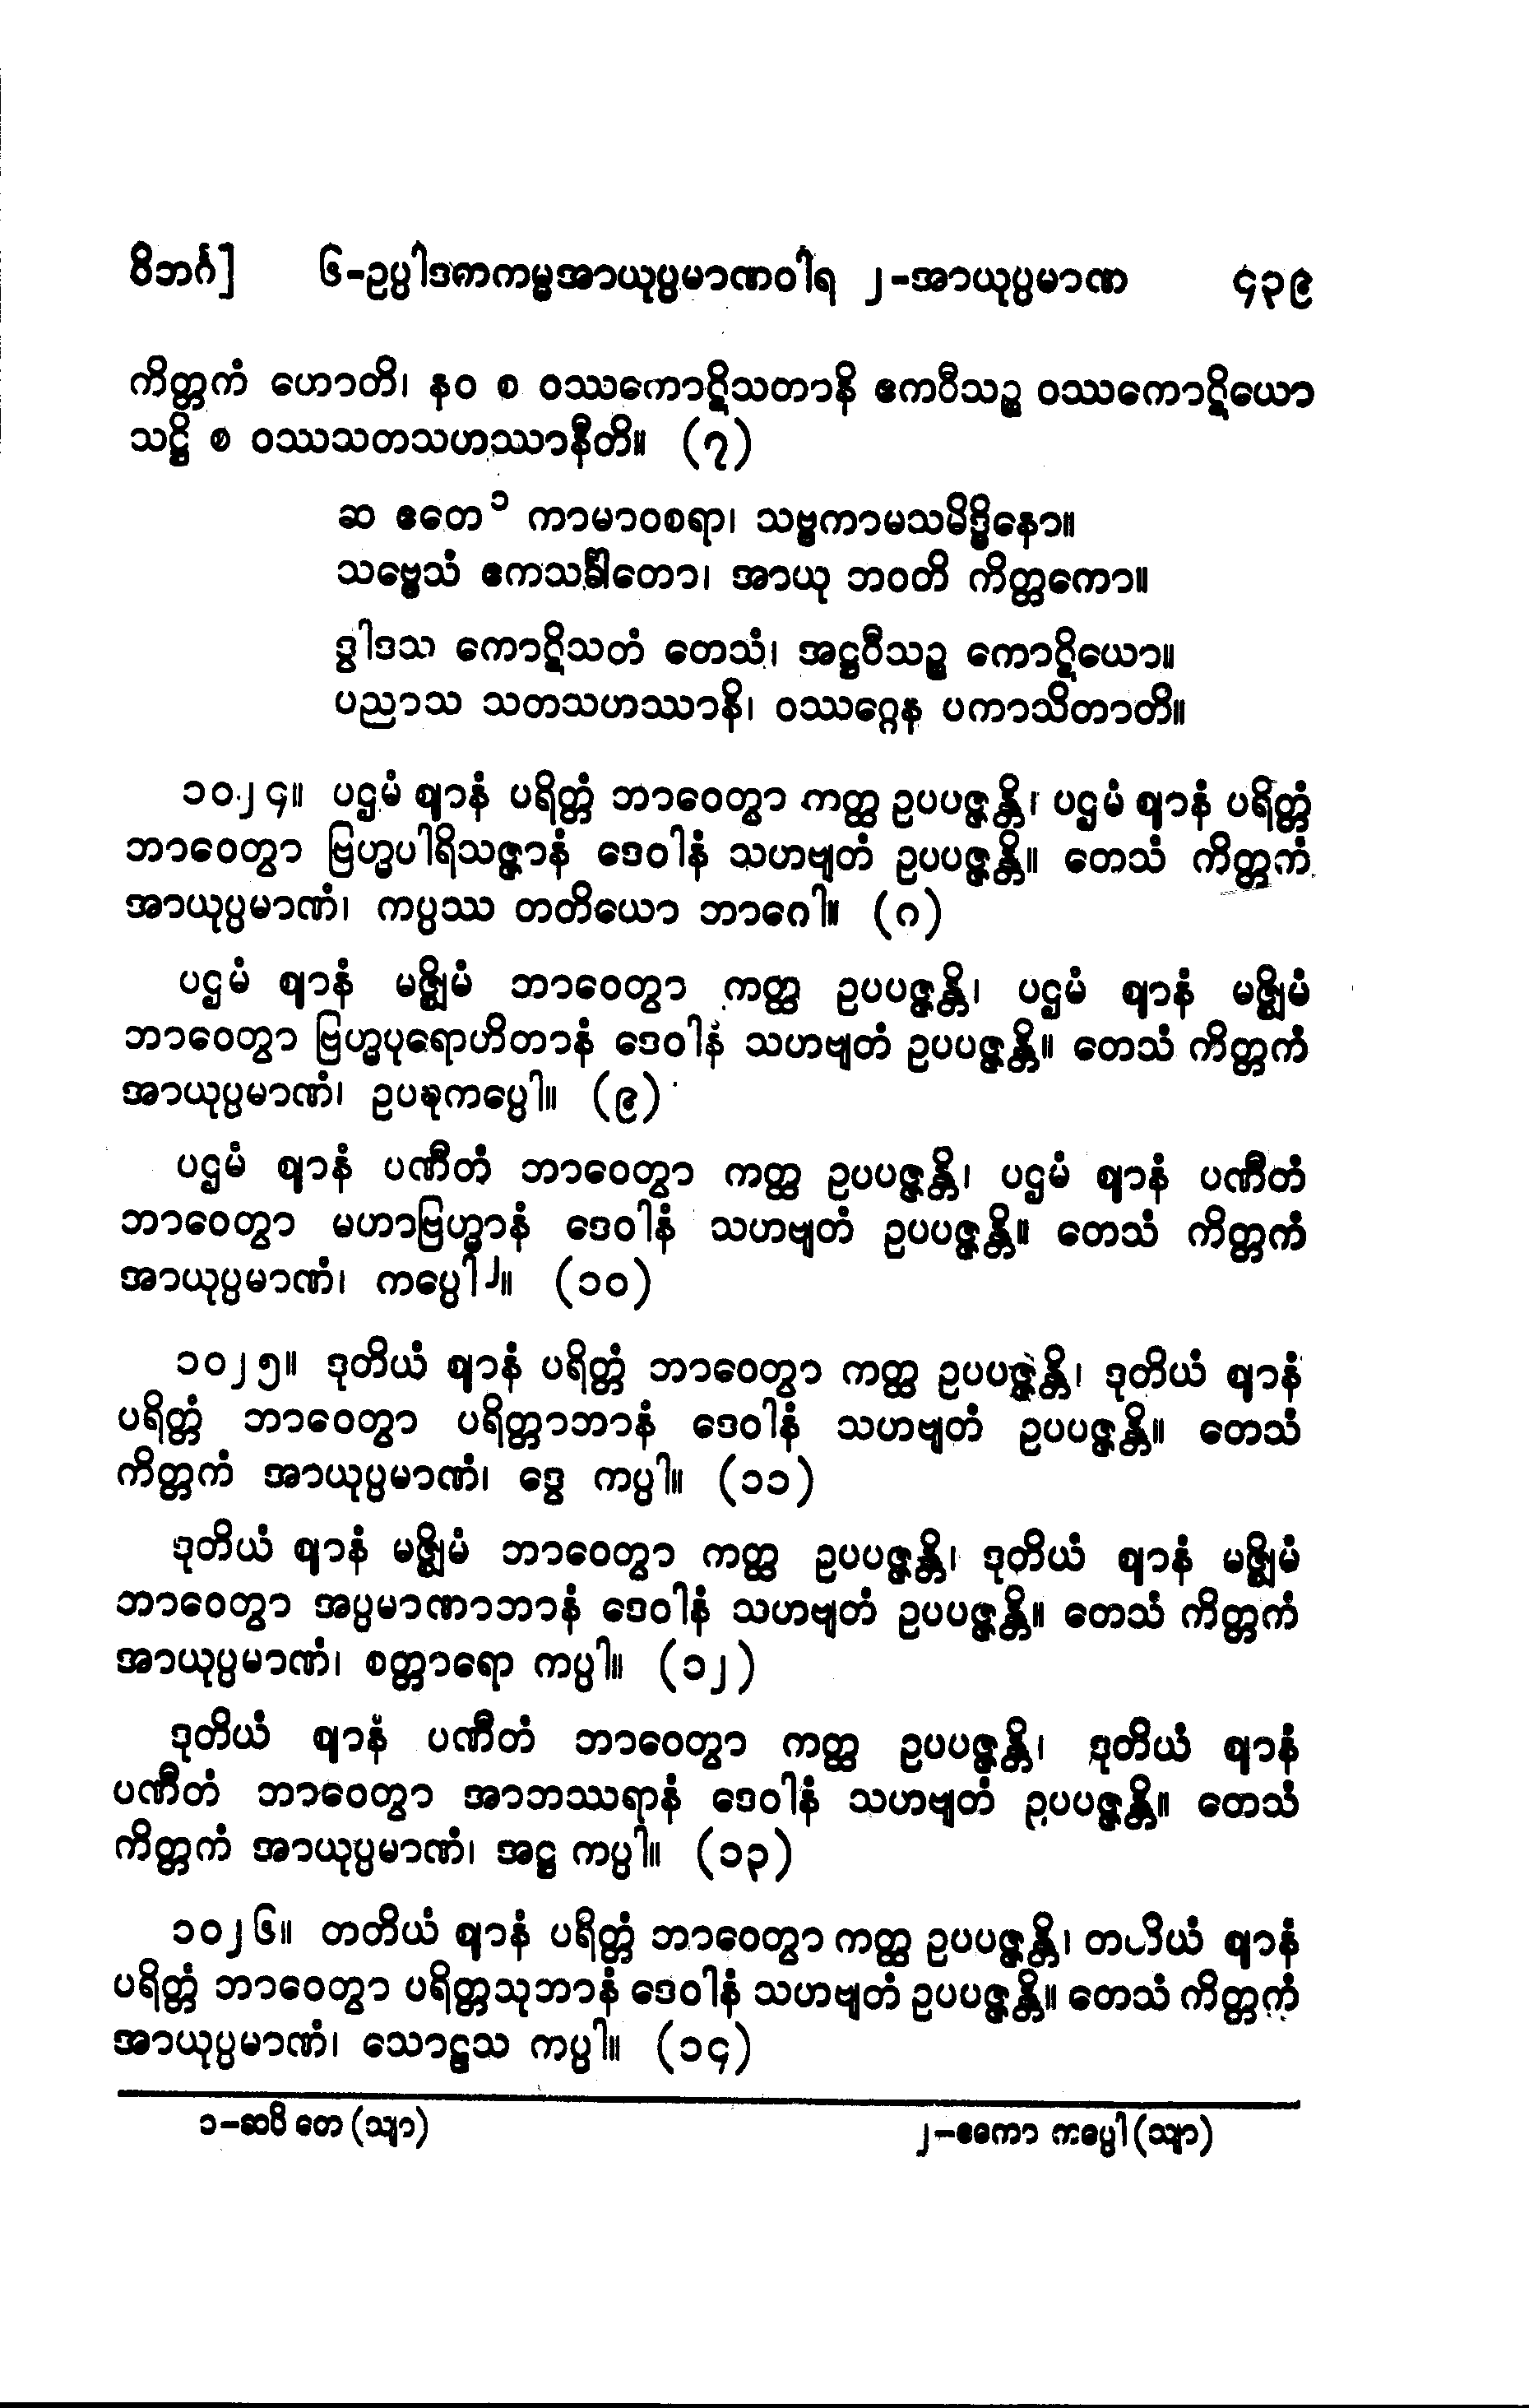 ဝိဘင်္ဂ] ၆-ဥပ္ပါဒကကမ္မအာယုပ္ပမာဏဝါရ ၂-အာယုပ္ပမာဏ ၄၃၉
ကိတ္တကံ ဟောတိ၊ နဝ စ ဝဿကောဋိသတာနိ ဧကဝီသဉ္စ ဝဿကောဋိယော
သဋ္ဌိ စ ဝဿသတသဟဿာနီတိ။ (၇)
ဆ ဧတေ ၁ ကာမာဝစရာ၊ သဗ္ဗကာမသမိဒ္ဓိနော။
သဗ္ဗေသံ ဧကသင်္ခါတော၊ အာယု ဘဝတိ ကိတ္တကော။
ဒွါဒသ ကောဋိသတံ တေသံ၊ အဋ္ဌဝီသဉ္စ ကောဋိယော။
ပညာသ သတသဟဿာနိ၊ ဝဿဂ္ဂေန ပကာသိတာတိ။
၁၀၂၄။ ပဌမံ ဈာနံ ပရိတ္တံ ဘာဝေတွာ ကတ္ထ ဥပပဇ္ဇန္တိ၊ ပဌမံ ဈာနံ ပရိတ္တံ
ဘာဝေတွာ ဗြဟ္မပါရိသဇ္ဇာနံ ဒေဝါနံ သဟဗျတံ ဥပပဇ္ဇန္တိ။ တေသံ ကိတ္တကံ
အာယုပ္ပမာဏံ၊ ကပ္ပဿ တတိယော ဘာဂေါ။ (၈)
ပဌမံ ဈာနံ မဇ္ဈိမံ ဘာဝေတွာ ကတ္ထ ဥပပဇ္ဇန္တိ၊ ပဌမံ ဈာနံ မဇ္ဈိမံ
ဘာဝေတွာ ဗြဟ္မပုရောဟိတာနံ ဒေဝါနံ သဟဗျတံ ဥပပဇ္ဇန္တိ။ တေသံ ကိတ္တကံ
အာယုပ္ပမာဏံ၊ ဥပဍ္ဎကပ္ပေါ။ (၉)
ပဌမံ ဈာနံ ပဏီတံ ဘာဝေတွာ ကတ္ထ ဥပပဇ္ဇန္တိ၊ ပဌမံ ဈာနံ ပဏီတံ
ဘာဝေတွာ မဟာဗြဟ္မာနံ ဒေဝါနံ သဟဗျတံ ဥပပဇ္ဇန္တိ။ တေသံ ကိတ္တကံ
အာယုပ္ပမာဏံ၊ ကပ္ပေါ ၂။ (၁၀)
၁၀၂၅။ ဒုတိယံ ဈာနံ ပရိတ္တံ ဘာဝေတွာ ကတ္ထ ဥပပဇ္ဇန္တိ၊ ဒုတိယံ ဈာနံ
ပရိတ္တံ ဘာဝေတွာ ပရိတ္တာဘာနံ ဒေဝါနံ သဟဗျတံ ဥပပဇ္ဇန္တိ။ တေသံ
ကိတ္တကံ အာယုပ္ပမာဏံ၊ ဒွေ ကပ္ပါ။ (၁၁)
ဒုတိယံ ဈာနံ မဇ္ဈိမံ ဘာဝေတွာ ကတ္ထ ဥပပဇ္ဇန္တိ၊ ဒုတိယံ ဈာနံ မဇ္ဈိမံ
ဘာဝေတွာ အပ္ပမာဏာဘာနံ ဒေဝါနံ သဟဗျတံ ဥပပဇ္ဇန္တိ။ တေသံ ကိတ္တကံ
အာယုပ္ပမာဏံ၊ စတ္တာရော ကပ္ပါ။ (၁၂)
ဒုတိယံ ဈာနံ ပဏီတံ ဘာဝေတွာ ကတ္ထ ဥပပဇ္ဇန္တိ၊ ဒုတိယံ ဈာနံ
ပဏီတံ ဘာဝေတွာ အာဘဿရာနံ ဒေဝါနံ သဟဗျတံ ဥပပဇ္ဇန္တိ။ တေသံ
ကိတ္တကံ အာယုပ္ပမာဏံ၊ အဋ္ဌ ကပ္ပါ။ (၁၃)
၁၀၂၆။ တတိယံ ဈာနံ ပရိတ္တံ ဘာဝေတွာ ကတ္ထ ဥပပဇ္ဇန္တိ၊ တတိယံ ဈာနံ
ပရိတ္တံ ဘာဝေတွာ ပရိတ္တသုဘာနံ ဒေဝါနံ သဟဗျတံ ဥပပဇ္ဇန္တိ။ တေသံ ကိတ္တကံ
အာယုပ္ပမာဏံ၊ သောဠသ ကပ္ပါ။ (၁၄)
၁-ဆပိ တေ (သျာ) ၂-ဧကော ကပ္ပေါ (သျာ)